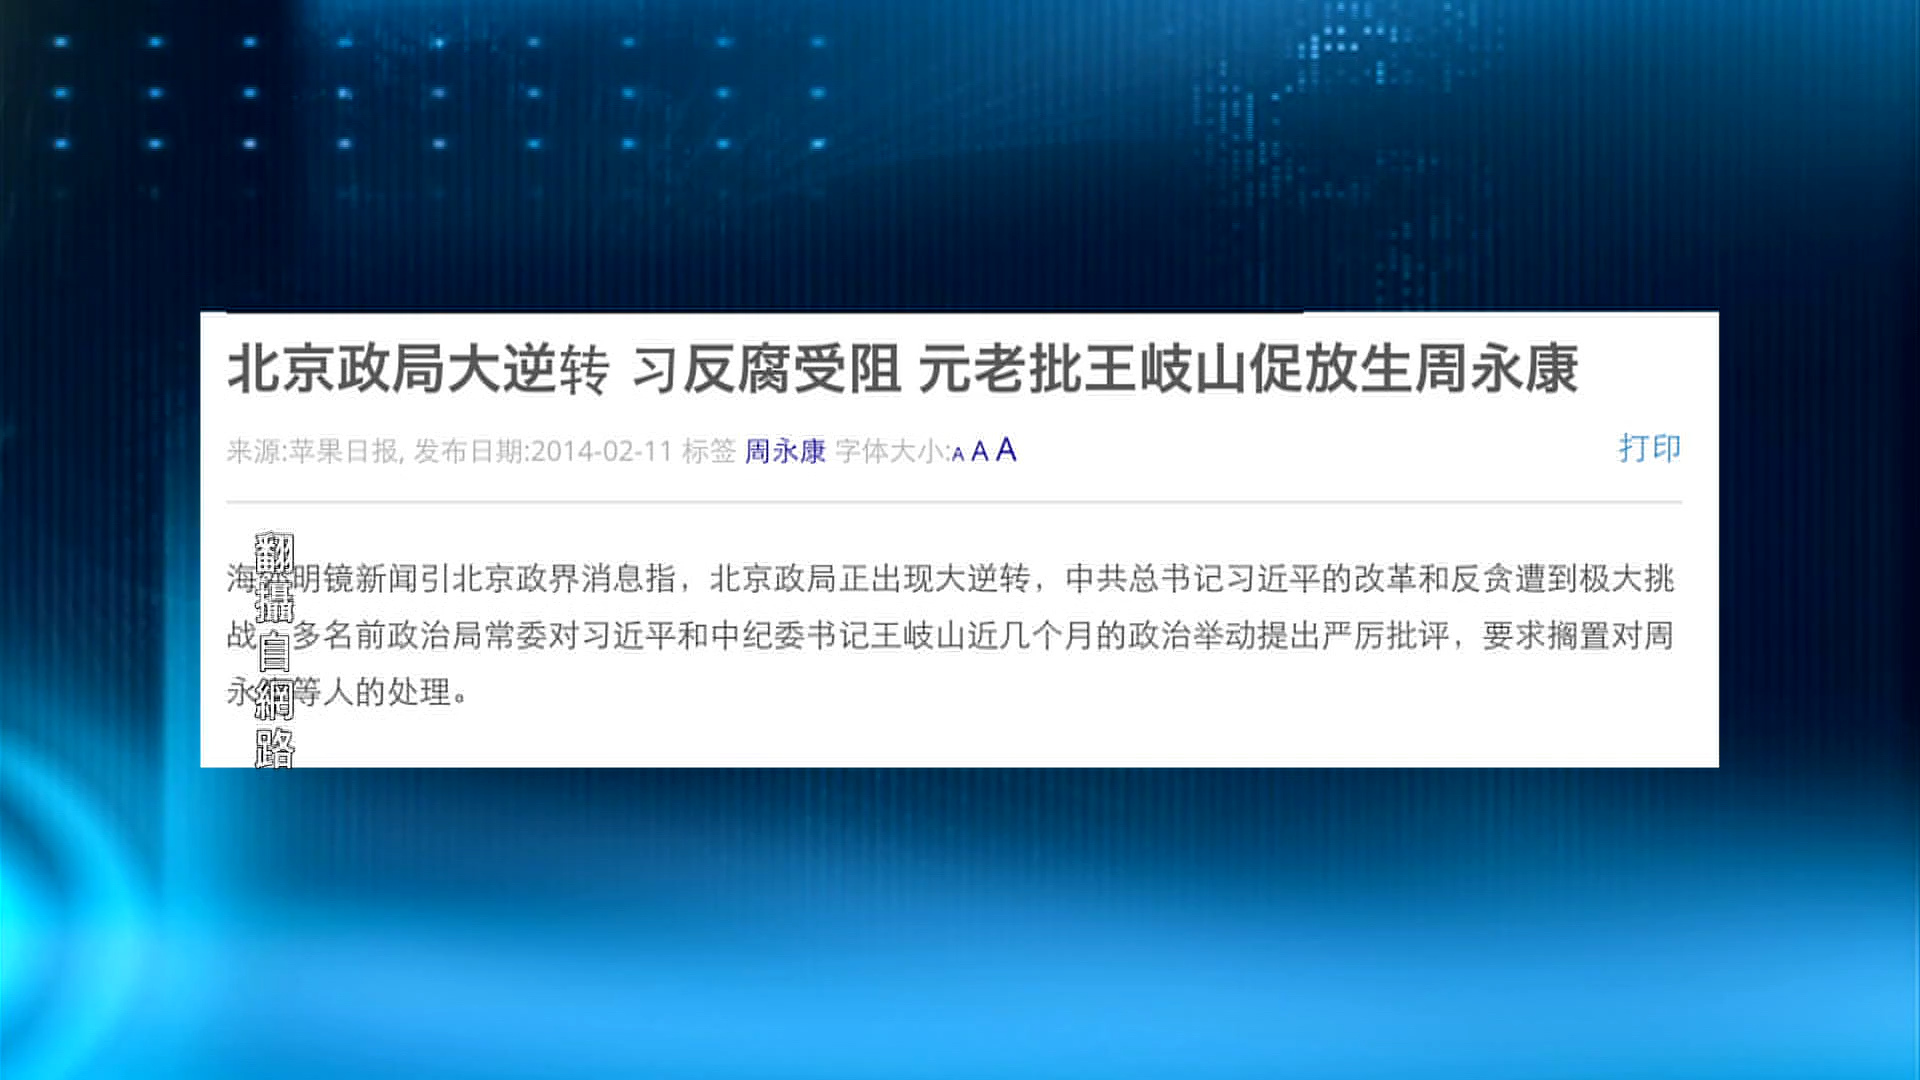 北京政局大逆转 习反腐受阻 元老批王岐山促放生周永康
来源:苹果日报, 发布日期:2014-02-11 标签 周永康 字体大小:A A A
打印
海 明镜新闻引北京政界消息指，北京政局正出现大逆转，中共总书记习近平的改革和反贪遭到极大挑
战 多名前政治局常委对习近平和中纪委书记王岐山近几个月的政治举动提出严厉批评，要求搁置对周
永 等人的处理。
翻攝自網路